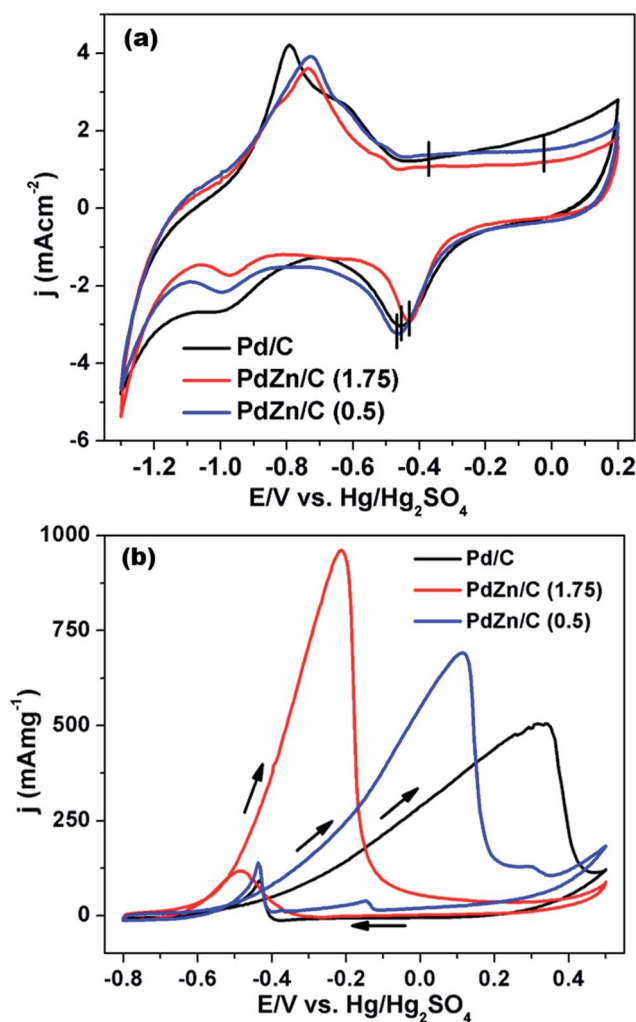 (a)
4
2
0
-2
-4
-6
j (mAcm⁻²)
Pd/C
PdZn/C (1.75)
PdZn/C (0.5)
-1.2 -1.0 -0.8 -0.6 -0.4 -0.2 0.0 0.2
E/V vs. Hg/Hg₂SO₄
(b)
1000
750
500
250
0
j (mAmg⁻¹)
Pd/C
PdZn/C (1.75)
PdZn/C (0.5)
-0.8 -0.6 -0.4 -0.2 0.0 0.2 0.4
E/V vs. Hg/Hg₂SO₄